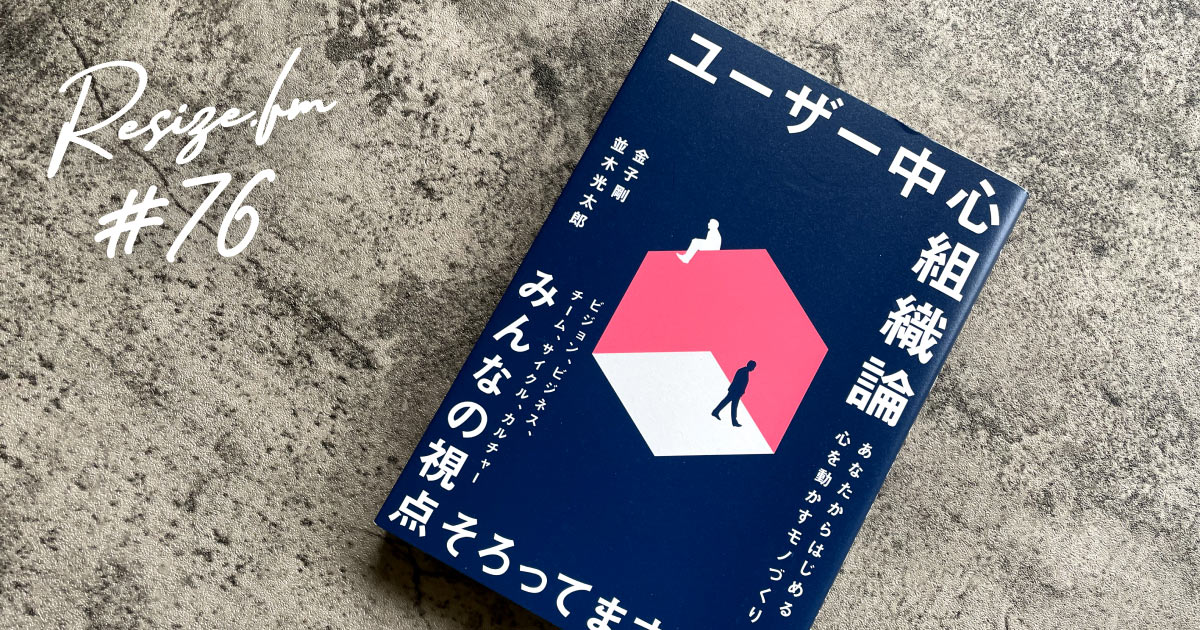 Resize.fm
#76
ユーザー中心組織論
あなたからはじめる
心を動かすモノづくり
金子剛
並木光太郎
ビジョン、ビジネス、
チーム、サイクル、カルチャー
みんなの視点そろってます